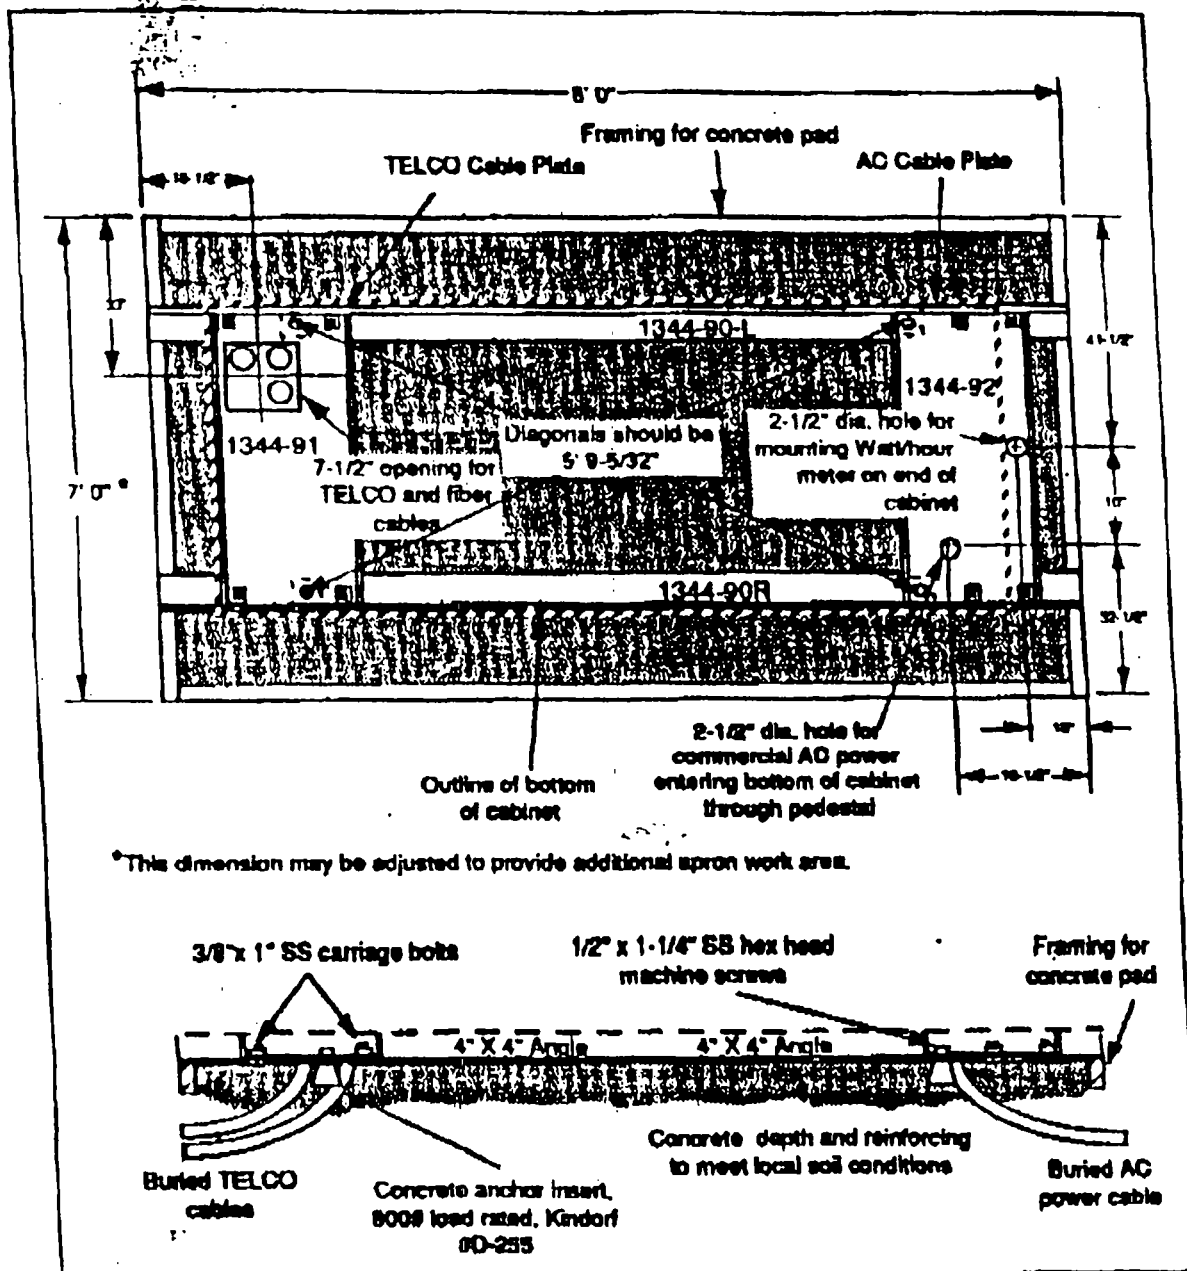 Framing for concrete pad
TELCO Cable Plate
AC Cable Plate
1344-90-L
1344-92
1344-91
Diagonals should be
5' 9-5/32"
2-1/2" dia. hole for
mounting Watt/hour
meter on end of
cabinet
7-1/2" opening for
TELCO and fiber
cables
7' 0" *
41-1/2"
10"
32-1/2"
1344-90R
2-1/2" dia. hole for
commercial AC power
entering bottom of cabinet
through pedestal
Outline of bottom
of cabinet
*This dimension may be adjusted to provide additional apron work area.
3/8" x 1" SS carriage bolts
1/2" x 1-1/4" SS hex head
machine screws
Framing for
concrete pad
4" X 4" Angle
4" X 4" Angle
Buried TELCO
cables
Concrete anchor insert,
load rated, Kindorf
Concrete depth and reinforcing
to meet local soil conditions
Buried AC
power cable